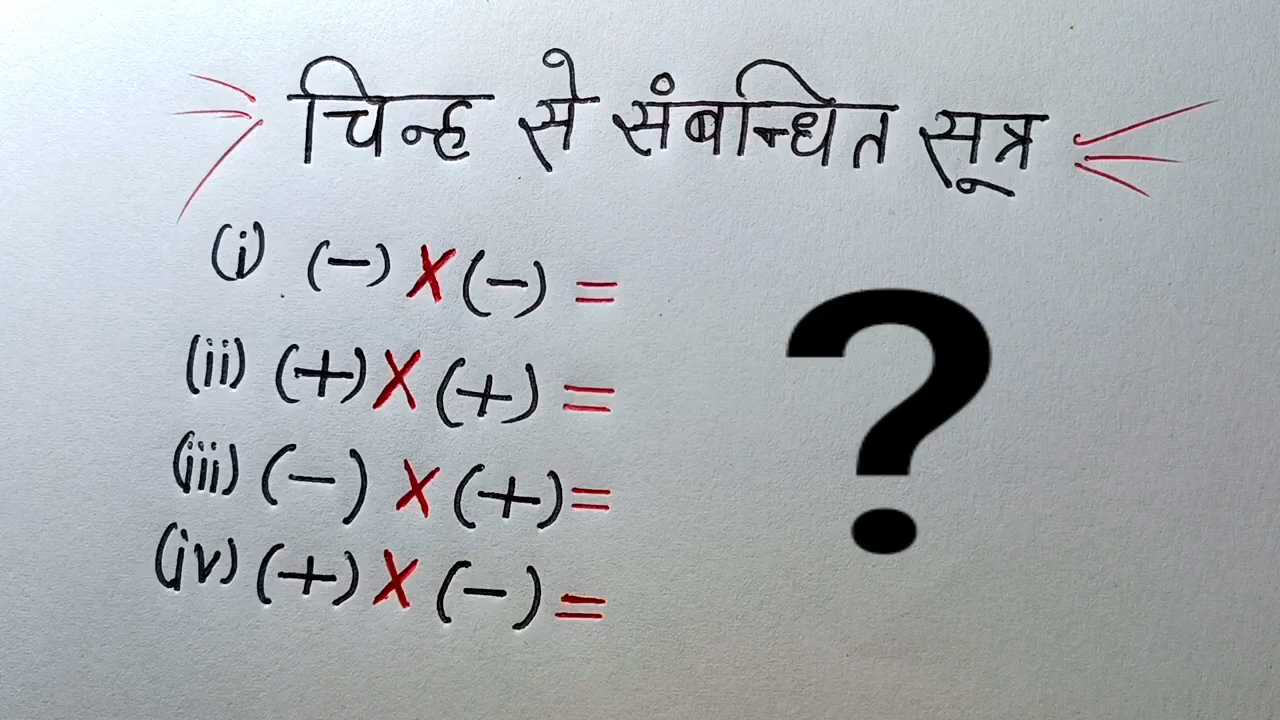 चिन्ह से संबन्धित सूत्र
(i) (-) X (-) =
(ii) (+) X (+) =
(iii) (-) X (+) =
(iv) (+) X (-) =
?